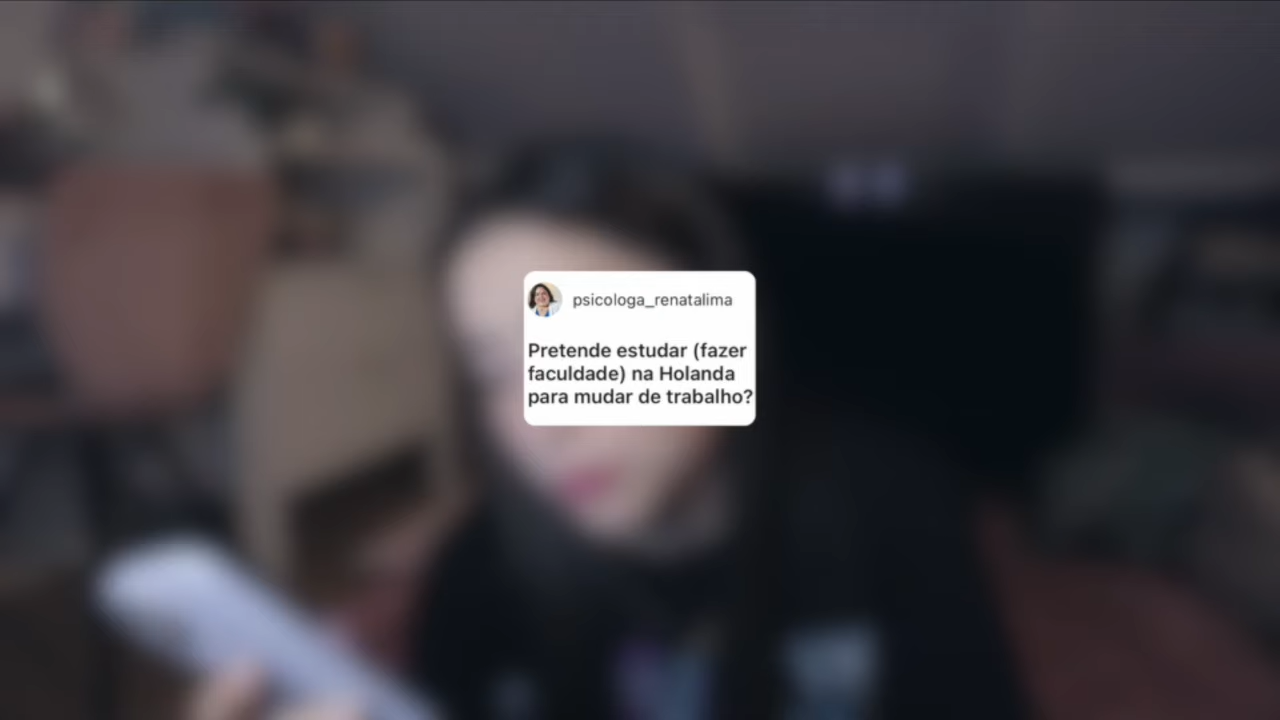 psicologa_renatalima
Pretende estudar (fazer
faculdade) na Holanda
para mudar de trabalho?